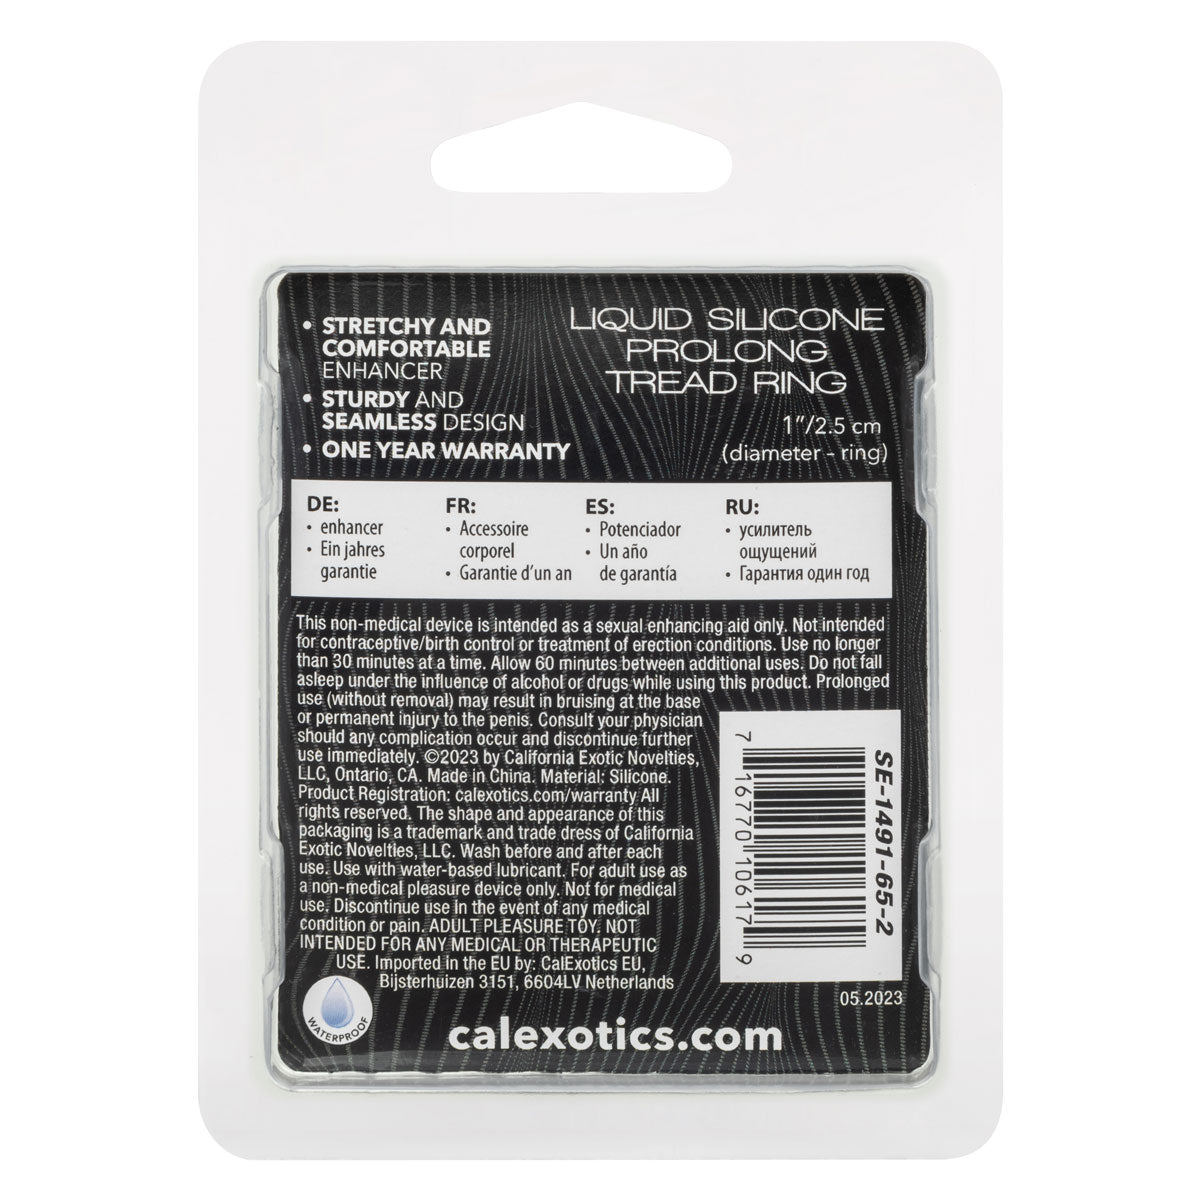 • STRETCHY AND
COMFORTABLE
ENHANCER
• STURDY AND
SEAMLESS DESIGN
• ONE YEAR WARRANTY
LIQUID SILICONE
PROLONG
TREAD RING
1"/2.5 cm
(diameter - ring)
DE:
• enhancer
• Ein jahres
garantie
FR:
• Accessoire
corporel
• Garantie d'un an
ES:
• Potenciador
• Un año
de garantía
RU:
• усилитель
ощущений
• Гарантия один год
This non-medical device is intended as a sexual enhancing aid only. Not intended
for contraceptive/birth control or treatment of erection conditions. Use no longer
than 30 minutes at a time. Allow 60 minutes between additional uses. Do not fall
asleep under the influence of alcohol or drugs while using this product. Prolonged
use (without removal) may result in bruising at the base
or permanent injury to the penis. Consult your physician
should any complication occur and discontinue further
use immediately. ©2023 by California Exotic Novelties,
LLC, Ontario, CA. Made in China. Material: Silicone.
Product Registration: calexotics.com/warranty All
rights reserved. The shape and appearance of this
packaging is a trademark and trade dress of California
Exotic Novelties, LLC. Wash before and after each
use. Use with water-based lubricant. For adult use as
a non-medical pleasure device only. Not for medical
use. Discontinue use in the event of any medical
condition or pain. ADULT PLEASURE TOY. NOT
INTENDED FOR ANY MEDICAL OR THERAPEUTIC
USE. Imported in the EU by: CalExotics EU,
Bijsterhuizen 3151, 6604LV Netherlands
7 16770 10617 9
SE-1491-65-2
05.2023
WATERPROOF
calexotics.com